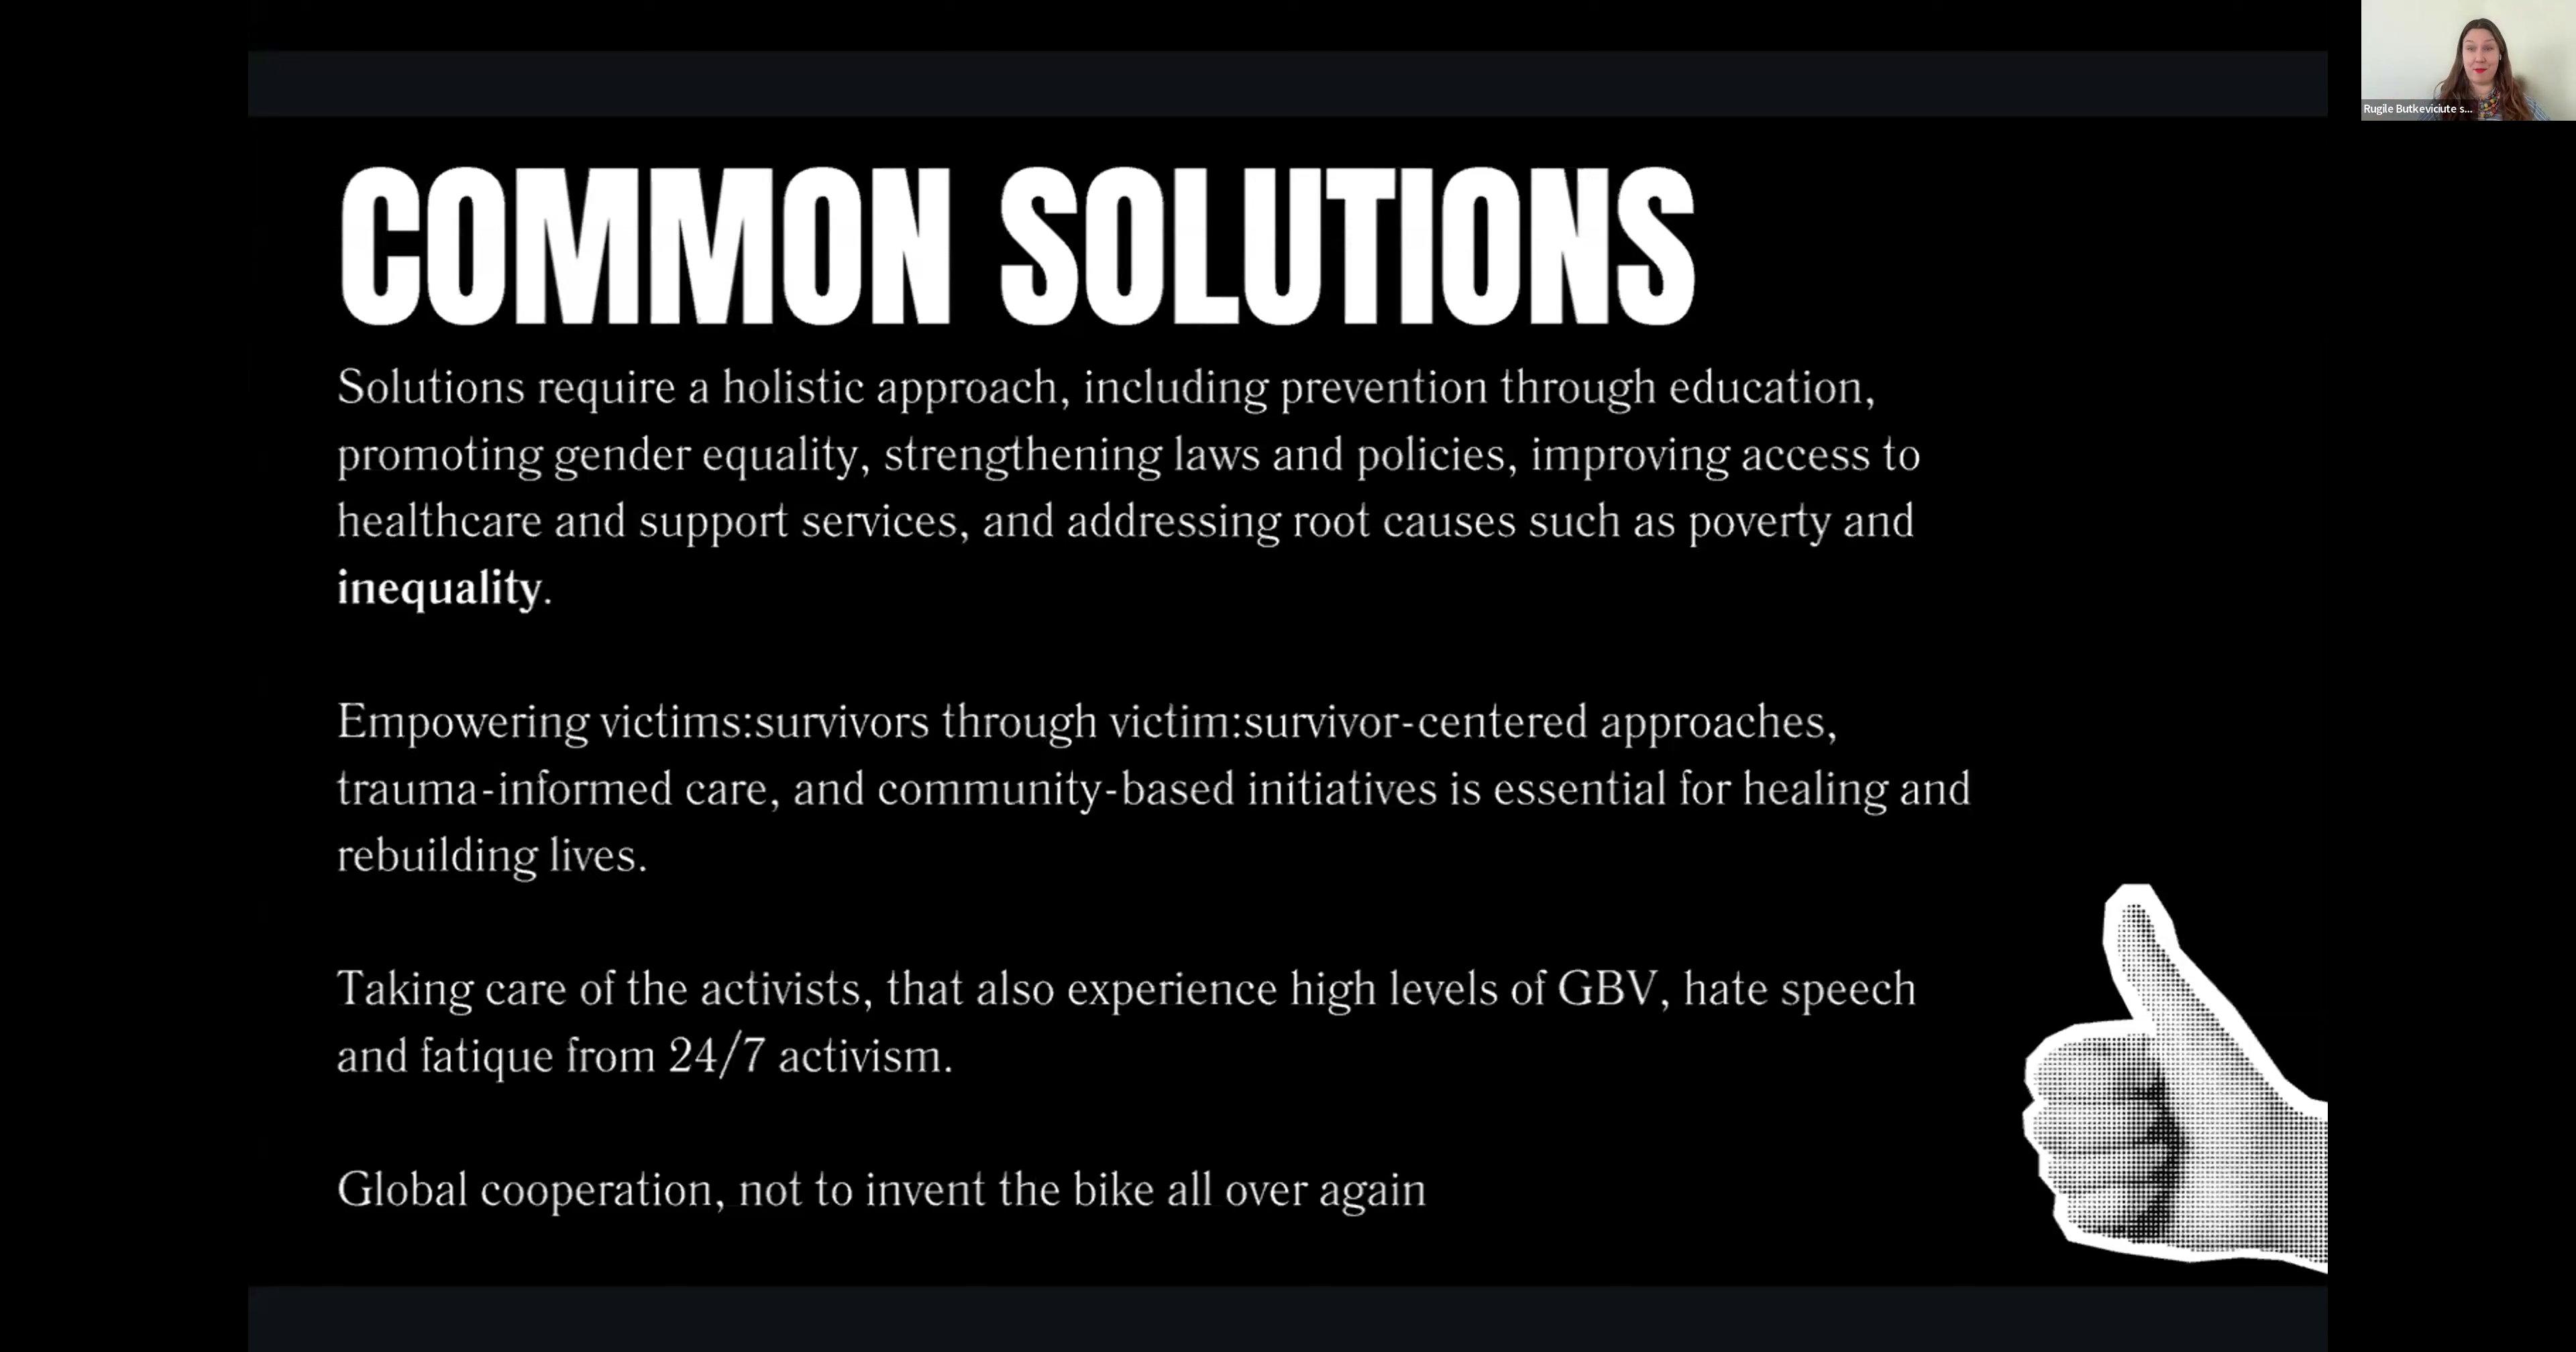 COMMON SOLUTIONS
Solutions require a holistic approach, including prevention through education,
promoting gender equality, strengthening laws and policies, improving access to
healthcare and support services, and addressing root causes such as poverty and
inequality.
Empowering victims:survivors through victim:survivor-centered approaches,
trauma-informed care, and community-based initiatives is essential for healing and
rebuilding lives.
Taking care of the activists, that also experience high levels of GBV, hate speech
and fatique from 24/7 activism.
Global cooperation, not to invent the bike all over again
Rugile Butkeviciute s...